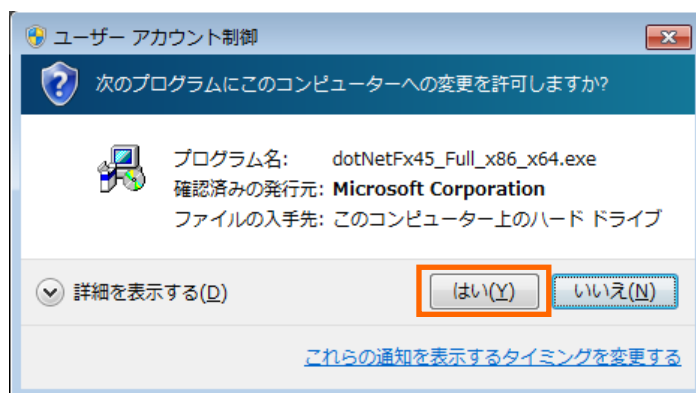 ユーザー アカウント制御
次のプログラムにこのコンピューターへの変更を許可しますか?
プログラム名: dotNetFx45_Full_x86_x64.exe
確認済みの発行元: Microsoft Corporation
ファイルの入手先: このコンピューター上のハード ドライブ
詳細を表示する(D) はい(Y) いいえ(N)
これらの通知を表示するタイミングを変更する